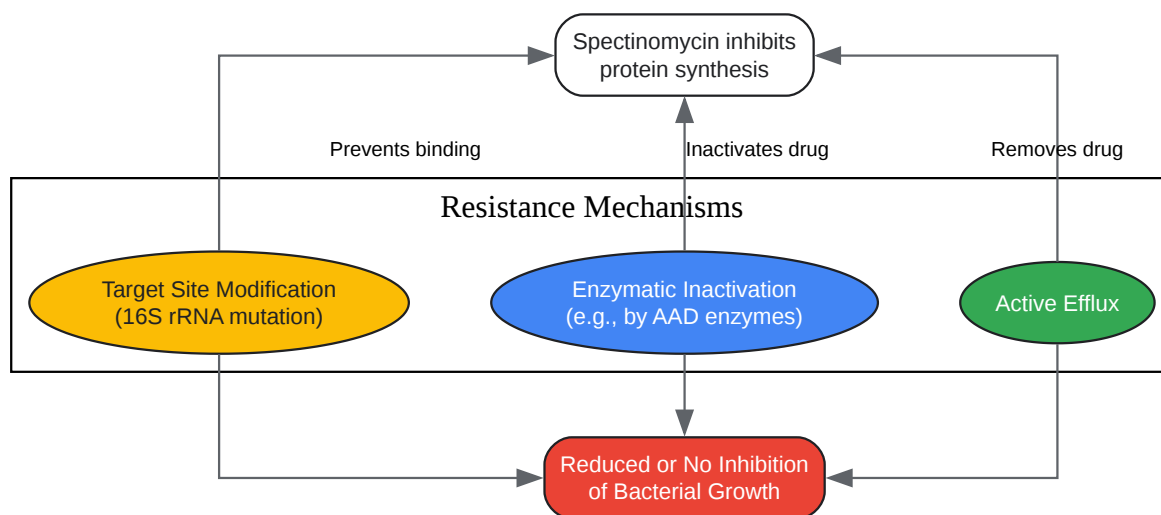 Spectinomycin inhibits
protein synthesis
Prevents binding
Inactivates drug
Removes drug
Resistance Mechanisms
Target Site Modification
(16S rRNA mutation)
Enzymatic Inactivation
(e.g., by AAD enzymes)
Active Efflux
Reduced or No Inhibition
of Bacterial Growth